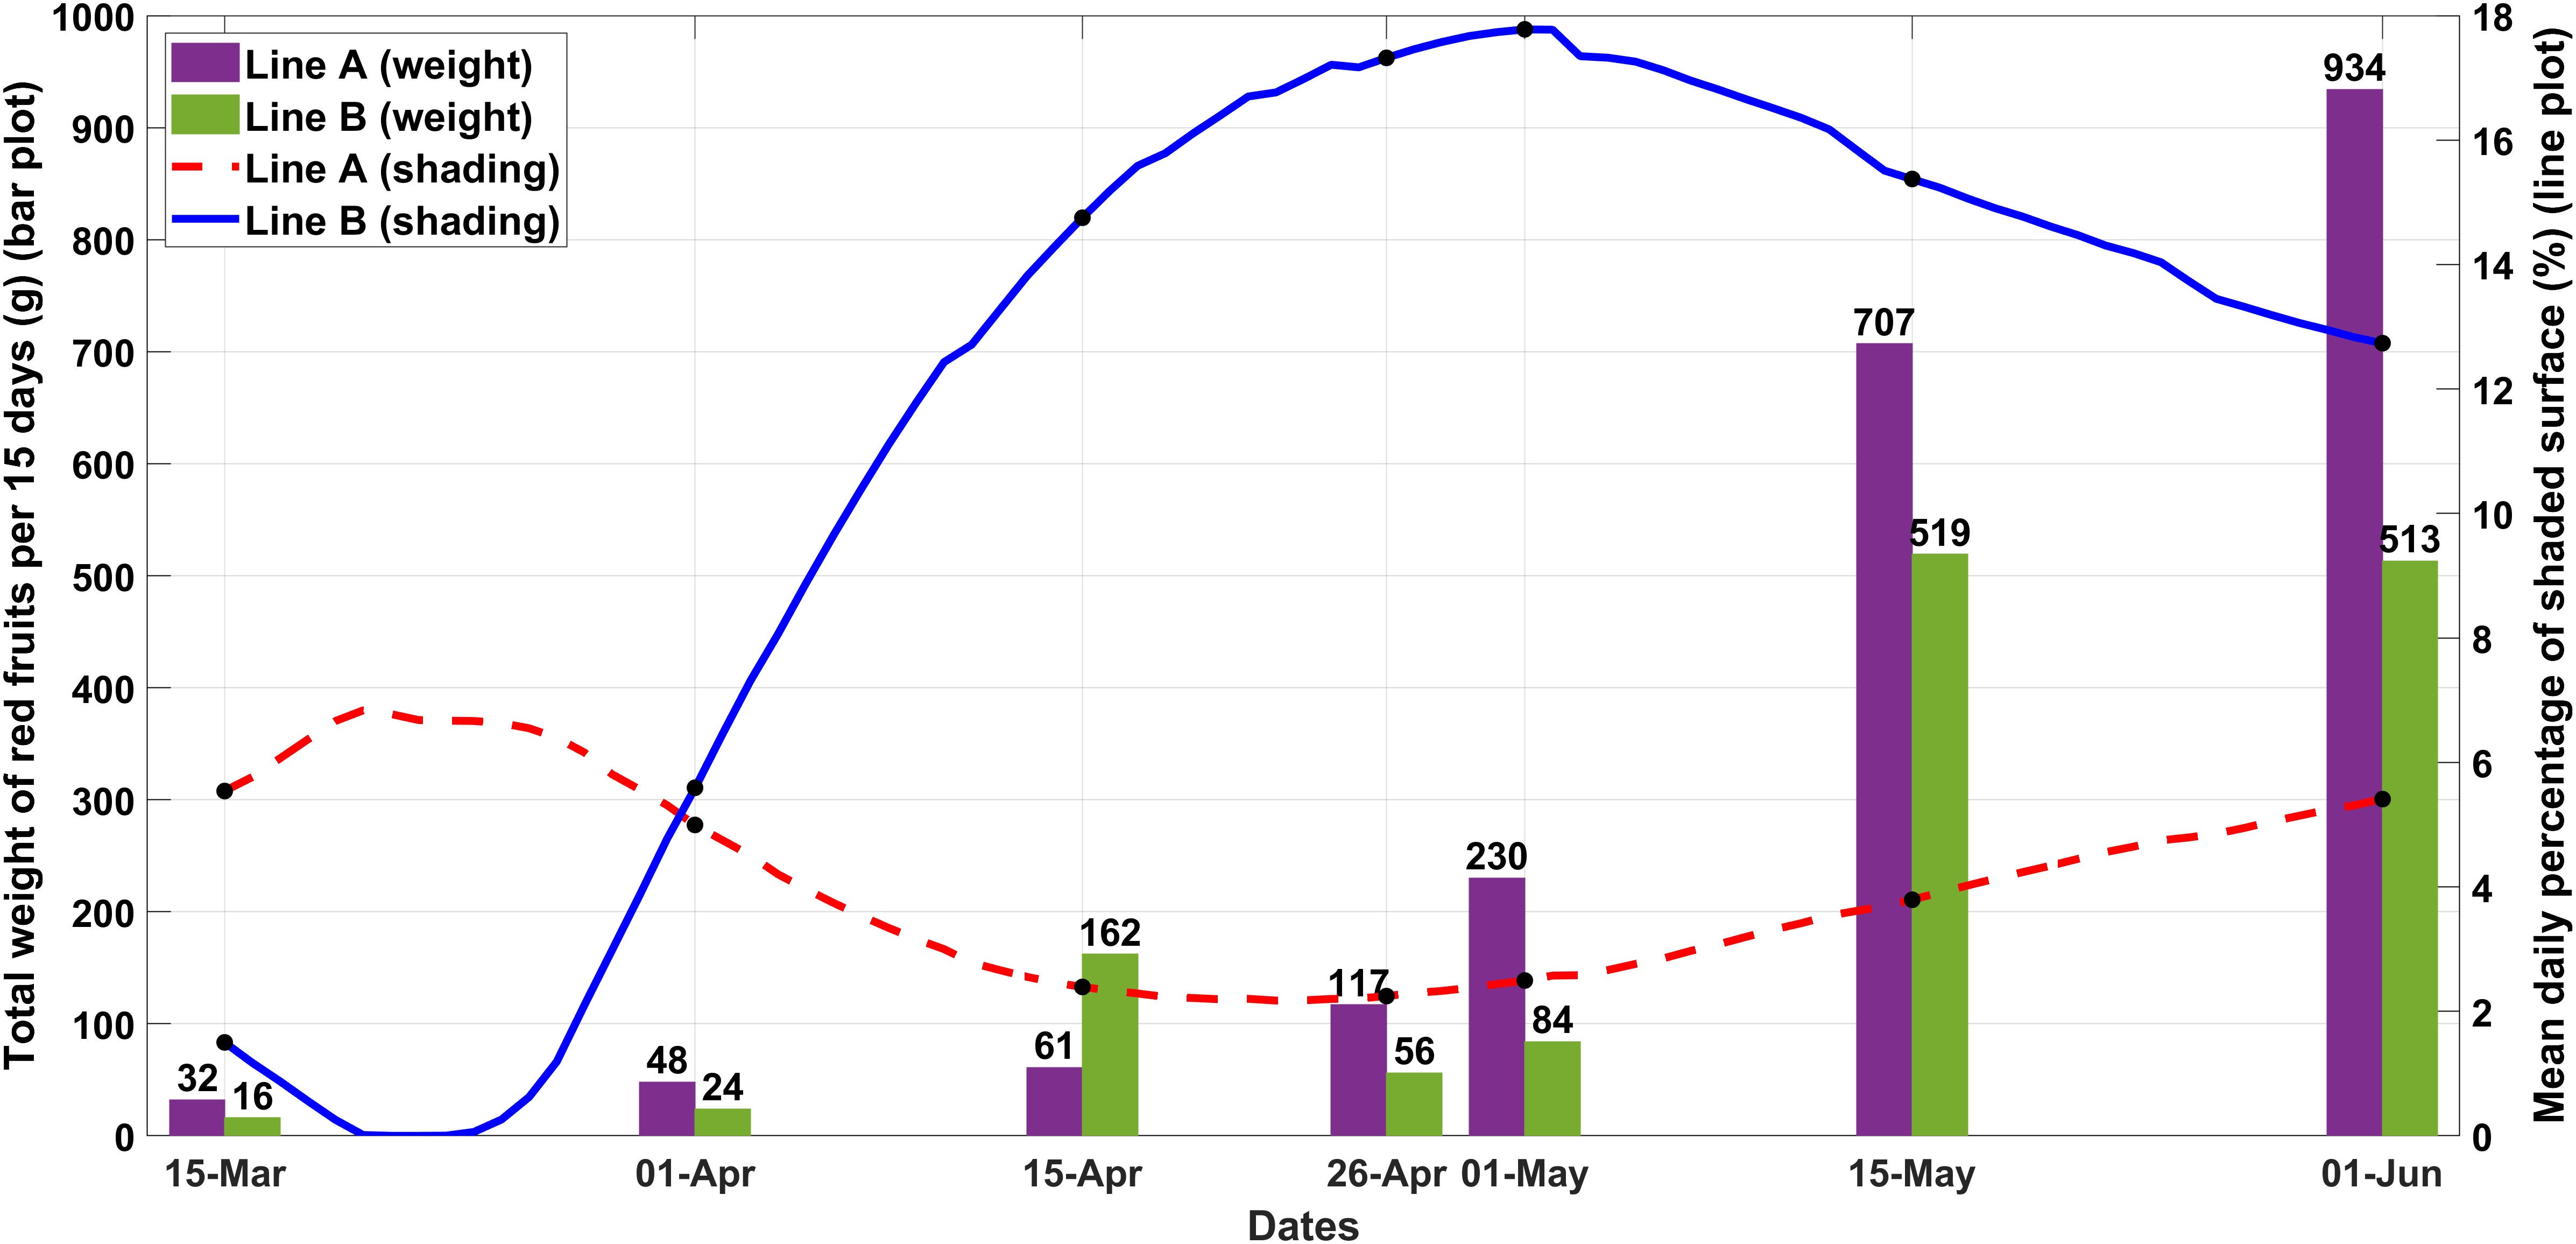 Total weight of red fruits per 15 days (g) (bar plot)
1000
900
800
700
600
500
400
300
200
100
0
Line A (weight)
Line B (weight)
Line A (shading)
Line B (shading)
32
16
48
24
61
162
117
56
230
84
707
519
934
513
15-Mar
01-Apr
15-Apr
26-Apr
01-May
15-May
01-Jun
Dates
18
16
14
12
10
8
6
4
2
0
Mean daily percentage of shaded surface (%) (line plot)